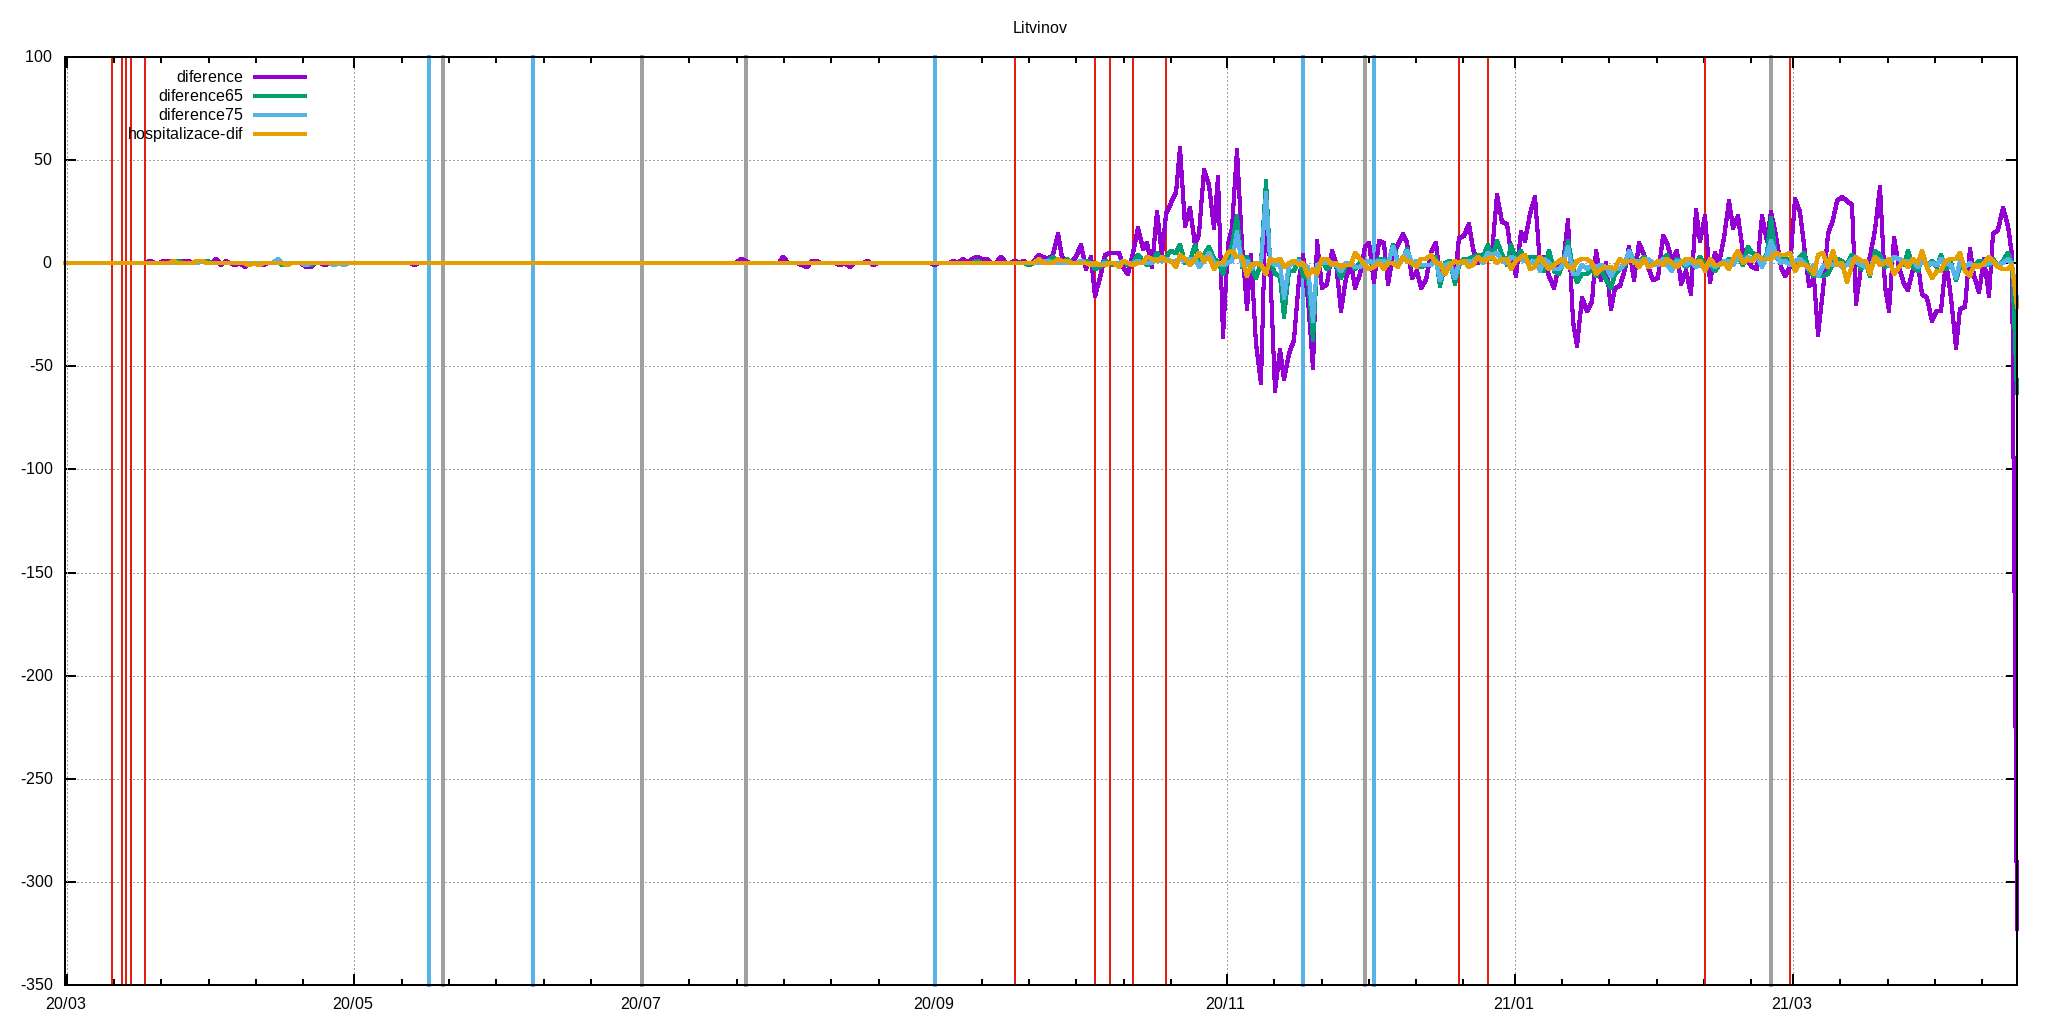 Litvinov
100
diference
diference65
diference75
hospitalizace-dif
50
0
-50
-100
-150
-200
-250
-300
-350
20/03 20/05 20/07 20/09 20/11 21/01 21/03